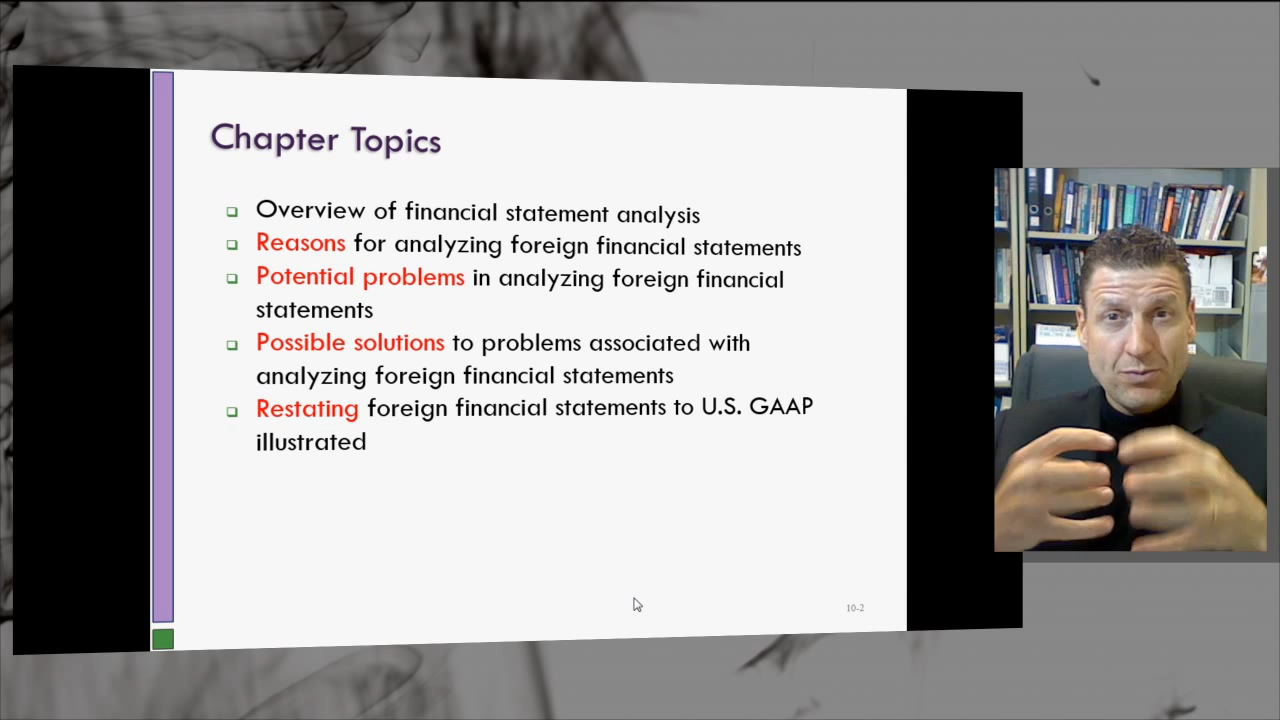 Chapter Topics
Overview of financial statement analysis
Reasons for analyzing foreign financial statements
Potential problems in analyzing foreign financial
statements
Possible solutions to problems associated with
analyzing foreign financial statements
Restating foreign financial statements to U.S. GAAP
illustrated
10-2